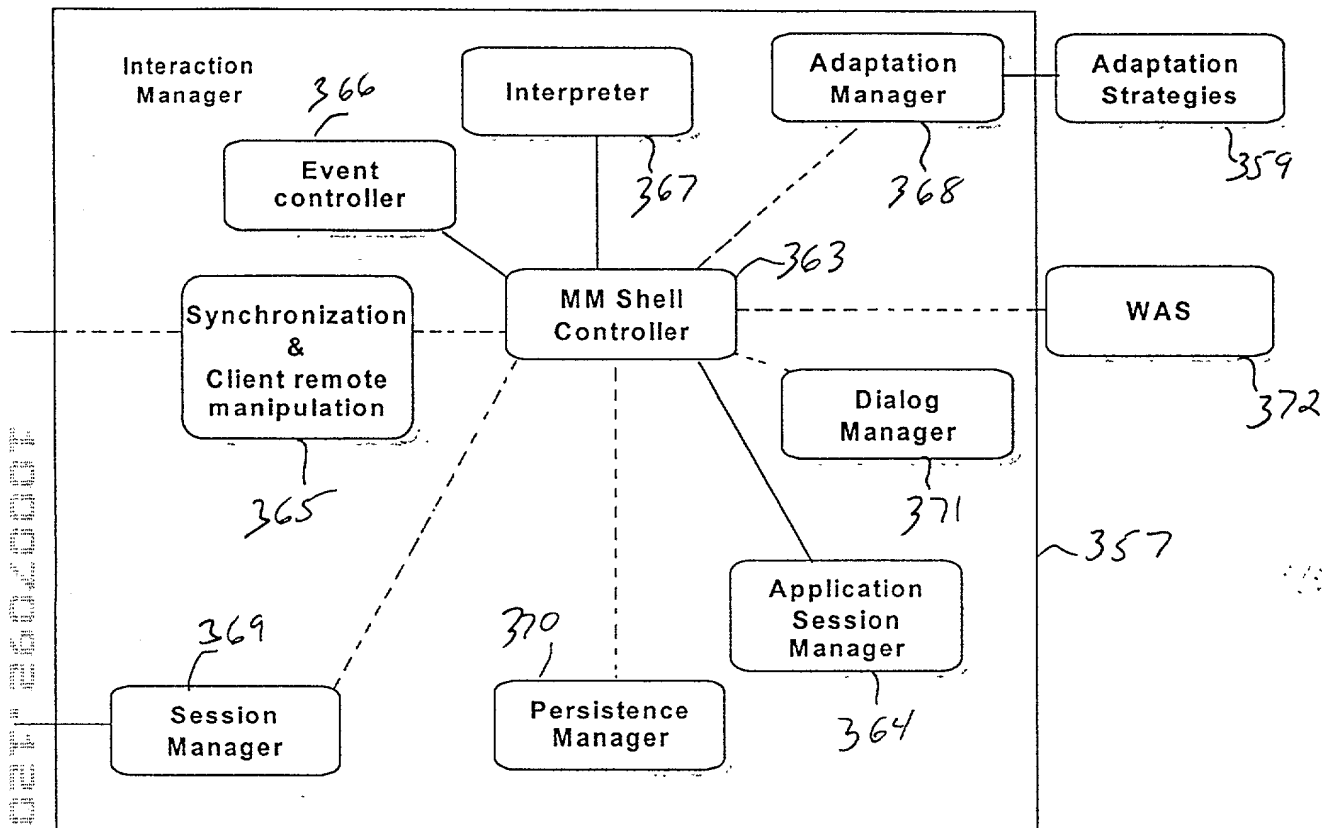 Interaction
Manager
366
Interpreter
367
Adaptation
Manager
368
Adaptation
Strategies
359
Event
controller
363
MM Shell
Controller
Synchronization
&
Client remote
manipulation
365
WAS
372
Dialog
Manager
371
357
Application
Session
Manager
364
369
Session
Manager
370
Persistence
Manager